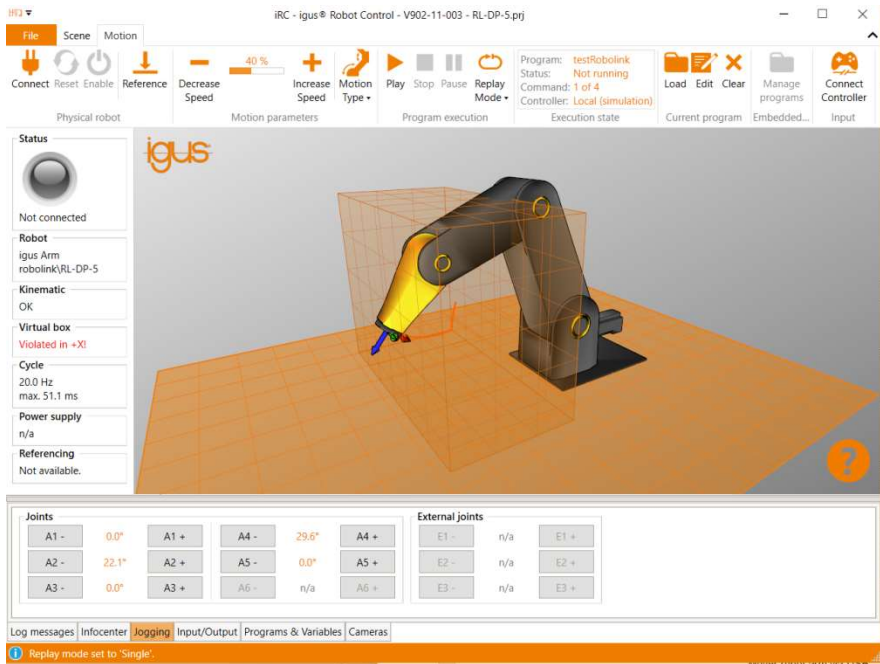 iRC - igus® Robot Control - V902-11-003 - RL-DP-5.prj
File Scene Motion
Connect Reset Enable Reference Decrease Speed 40 % Increase Speed Motion Type Play Stop Pause Replay Mode
Program: testRobolink
Status: Not running
Command: 1 of 4
Controller: Local (simulation)
Load Edit Clear Manage programs Connect Controller
Physical robot Motion parameters Program execution Execution state Current program Embedded... Input
igus
Status
Not connected
Robot
igus Arm
robolink\RL-DP-5
Kinematic
OK
Virtual box
Violated in +X!
Cycle
20.0 Hz
max. 51.1 ms
Power supply
n/a
Referencing
Not available.
?
Joints External joints
A1 - 0.0° A1 + A4 - 29.6° A4 + E1 - n/a E1 +
A2 - 22.1° A2 + A5 - 0.0° A5 + E2 - n/a E2 +
A3 - 0.0° A3 + A6 - n/a A6 + E3 - n/a E3 +
Log messages Infocenter Jogging Input/Output Programs & Variables Cameras
Replay mode set to 'Single'.